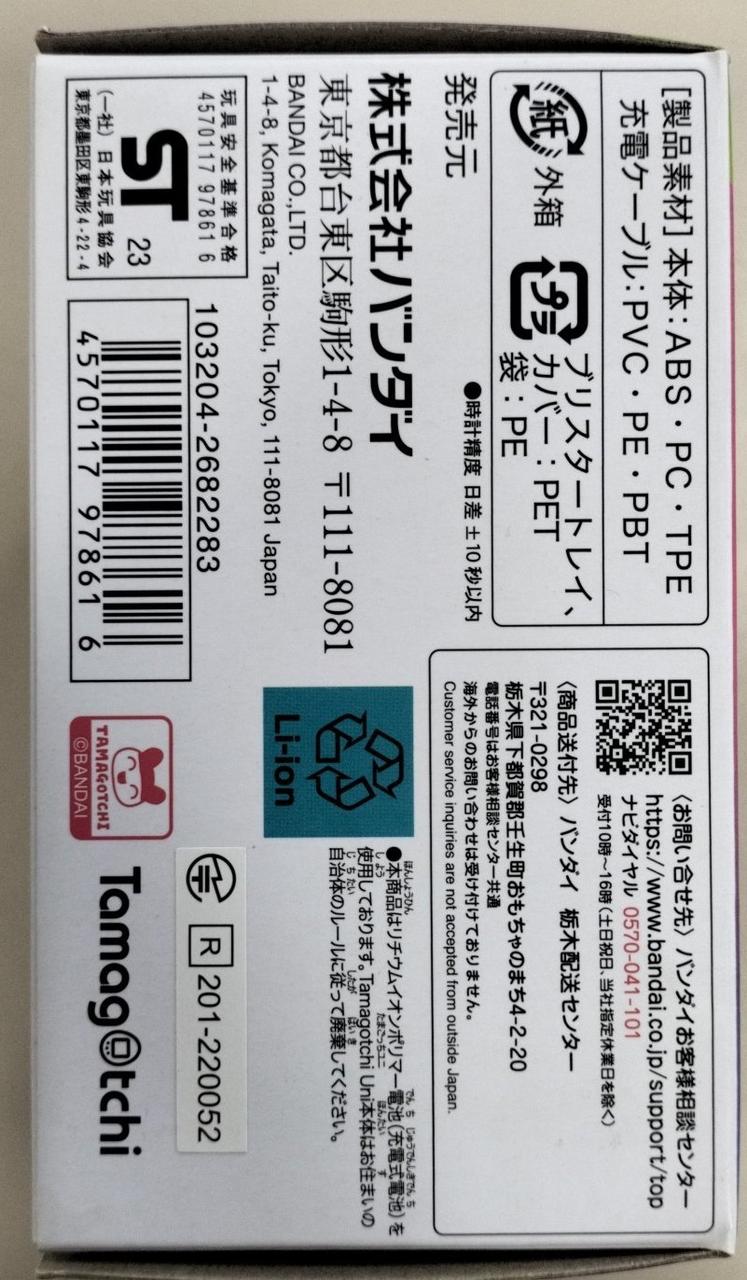 [製品素材] 本体：ABS・PC・TPE
充電ケーブル：PVC・PE・PBT
紙 外箱
プラ
ブリスタートレイ、
カバー：PET
袋：PE
●時計精度 日差 ±10秒以内
発売元
株式会社バンダイ
東京都台東区駒形1-4-8 〒111-8081
BANDAI CO.,LTD.
1-4-8, Komagata, Taito-ku, Tokyo, 111-8081 Japan
玩具安全基準合格
4570117 97861 6
ST
23
(一社) 日本玩具協会
東京都墨田区東駒形4-22-4
103204-2682283
4570117 97861 6
〈お問い合せ先〉バンダイお客様相談センター
https://www.bandai.co.jp/support/top
ナビダイヤル 0570-041-101
受付10時〜16時(土日祝日、当社指定休業日を除く)
〈商品送付先〉バンダイ 栃木配送センター
〒321-0298
栃木県下都賀郡壬生町おもちゃのまち4-2-20
電話番号はお客様相談センター共通
海外からのお問い合わせは受け付けておりません。
Customer service inquiries are not accepted from outside Japan.
Li-ion
●本商品はリチウムイオンポリマー電池(充電式電池)を
使用しております。Tamagotchi Uni本体はお住まいの
自治体のルールに従って廃棄してください。
TAMAGOTCHI
©BANDAI
R 201-220052
Tamagotchi